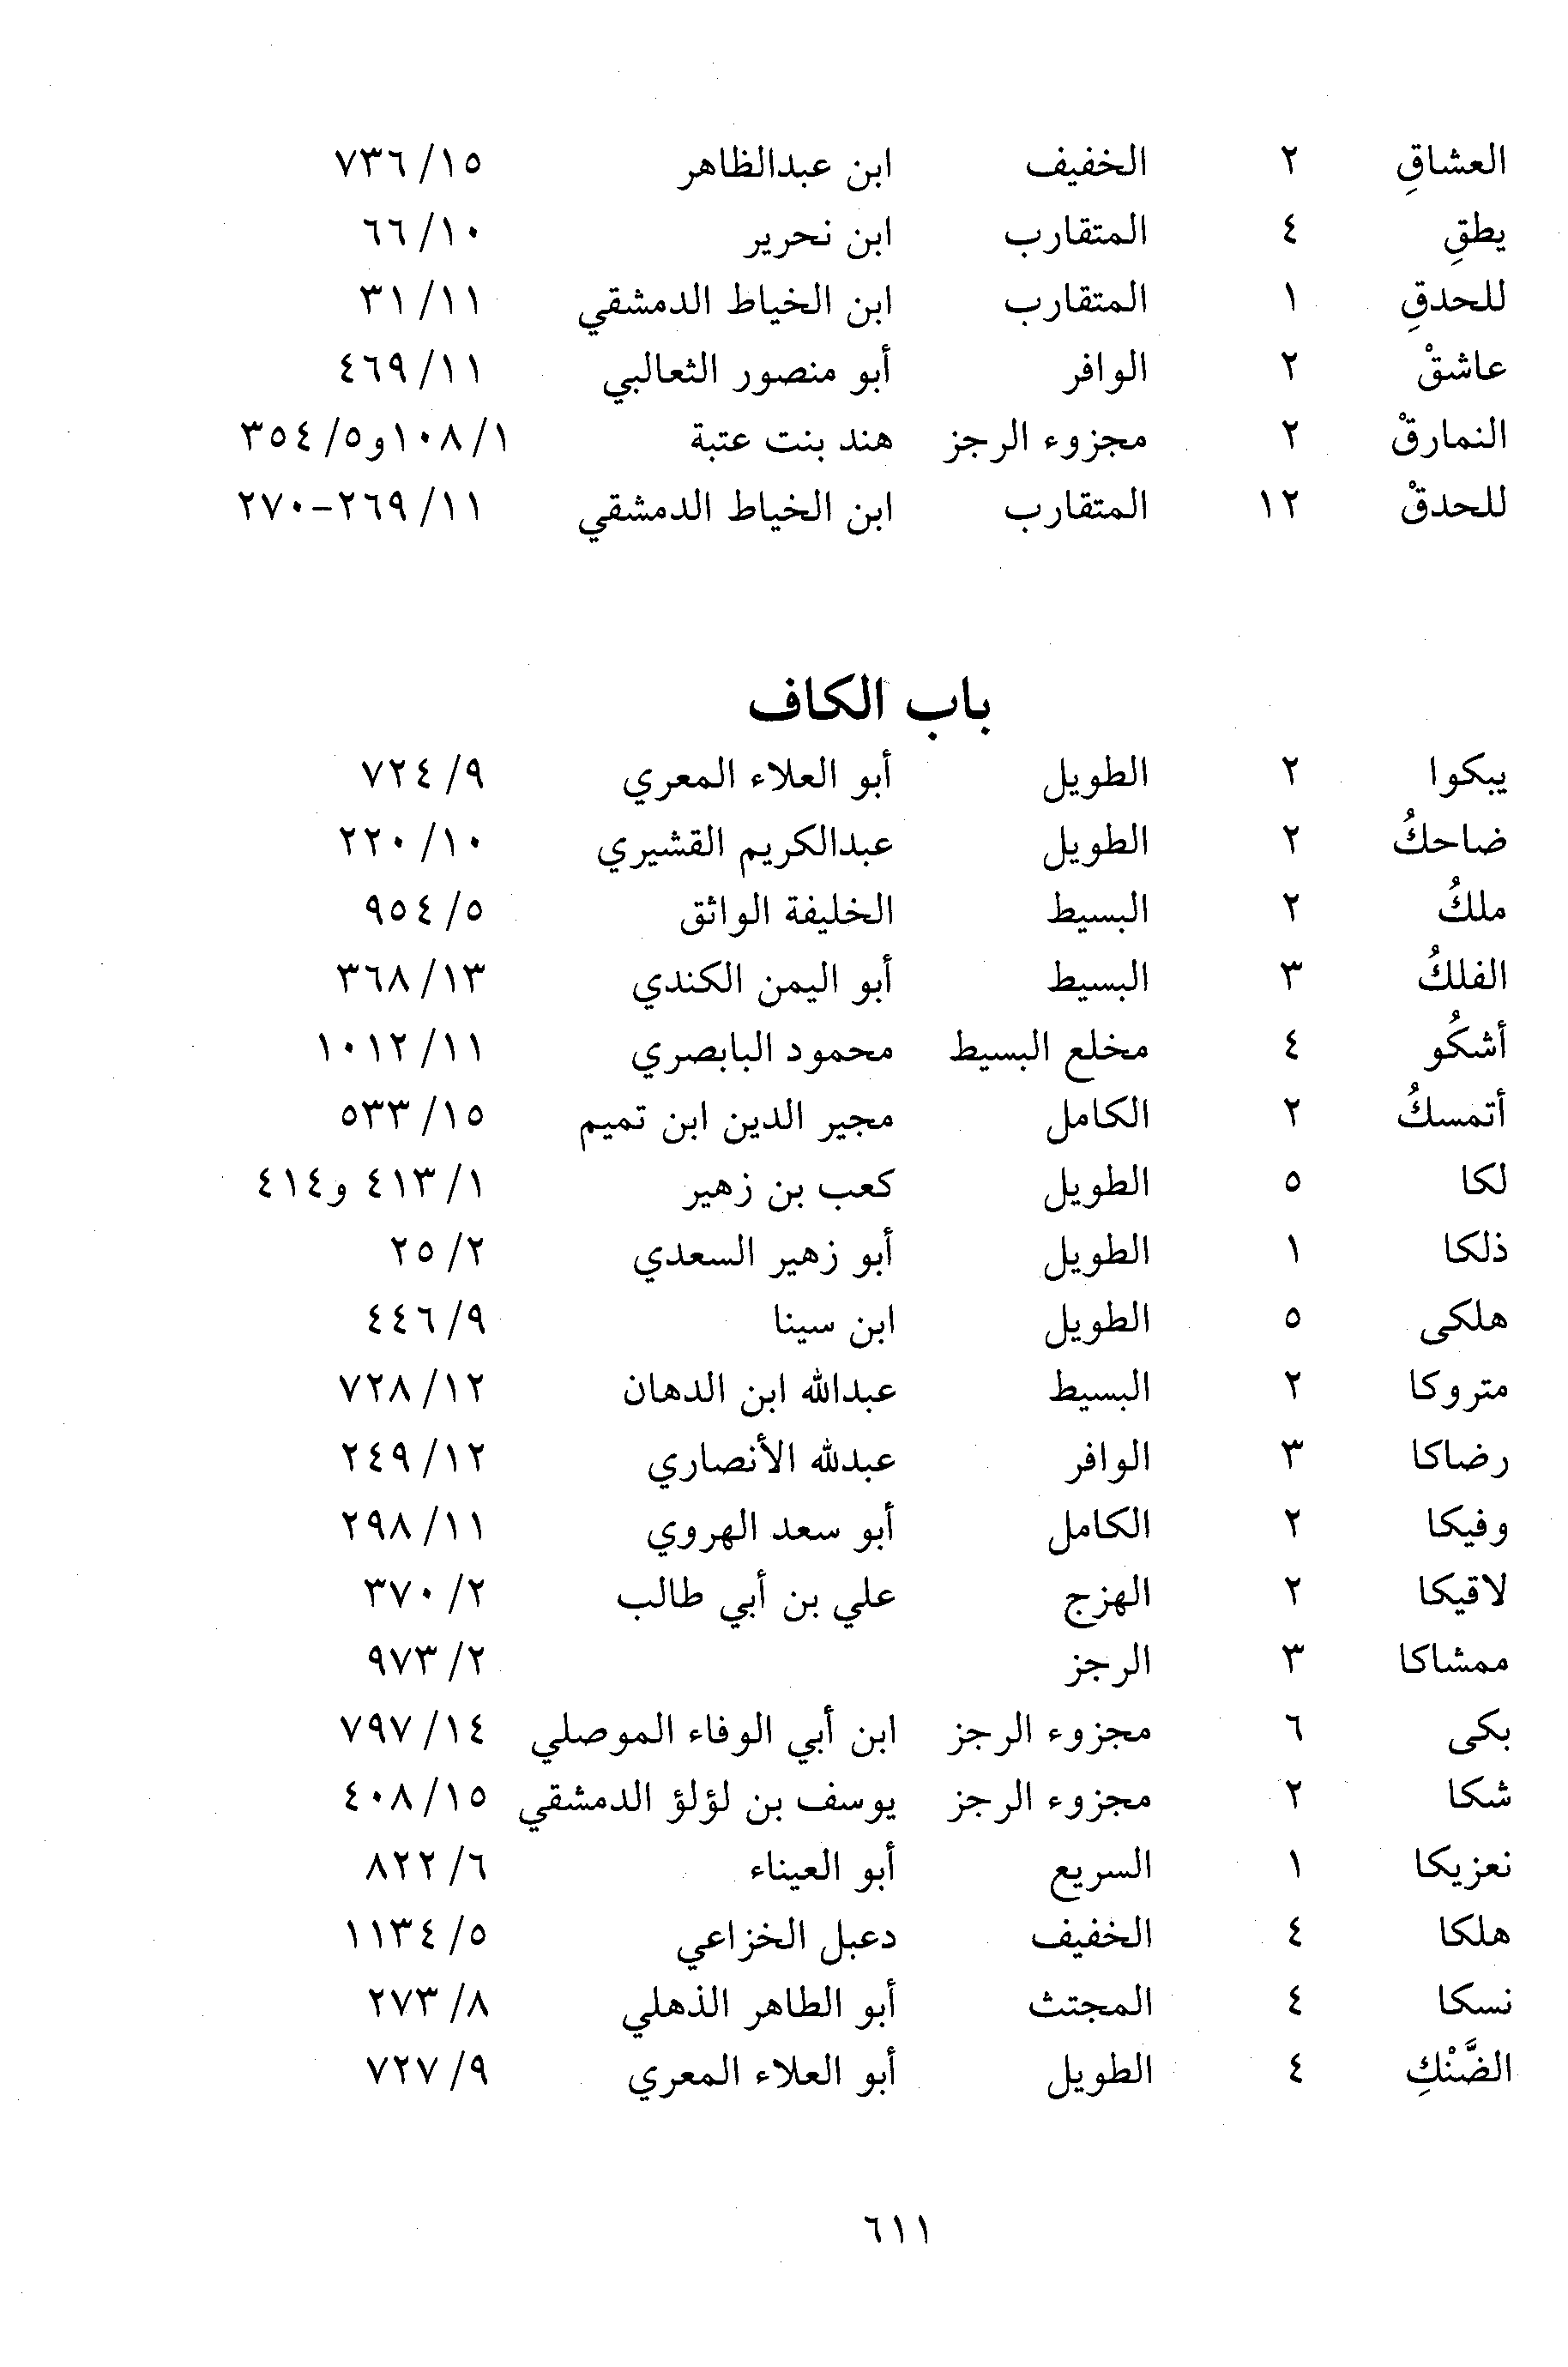 العشاقِ ٢ الخفيف ابن عبدالظاهر ١٥/ ٧٣٦
يطقِ ٤ المتقارب ابن نحرير ١٠/ ٦٦
للحدقِ ١ المتقارب ابن الخياط الدمشقي ١١/ ٣١
عاشقْ ٢ الوافر أبو منصور الثعالبي ١١/ ٤٦٩
النمارقْ ٢ مجزوء الرجز هند بنت عتبة ١/ ١٠٨و٥/ ٣٥٤
للحدقْ ١٢ المتقارب ابن الخياط الدمشقي ١١/ ٢٦٩-٢٧٠
باب الكاف
يبكوا ٢ الطويل أبو العلاء المعري ٩/ ٧٢٤
ضاحكُ ٢ الطويل عبدالكريم القشيري ١٠/ ٢٢٠
ملكُ ٢ البسيط الخليفة الواثق ٥/ ٩٥٤
الفلكُ ٣ البسيط أبو اليمن الكندي ١٣/ ٣٦٨
أشكُو ٤ مخلع البسيط محمود البابصري ١١/ ١٠١٢
أتمسكُ ٢ الكامل مجير الدين ابن تميم ١٥/ ٥٣٣
لكا ٥ الطويل كعب بن زهير ١/ ٤١٣ و٤١٤
ذلكا ١ الطويل أبو زهير السعدي ٢/ ٢٥
هلكى ٥ الطويل ابن سينا ٩/ ٤٤٦
متروكا ٢ البسيط عبدالله ابن الدهان ١٢/ ٧٢٨
رضاكا ٣ الوافر عبدلله الأنصاري ١٢/ ٢٤٩
وفيكا ٢ الكامل أبو سعد الهروي ١١/ ٢٩٨
لاقيكا ٢ الهزج علي بن أبي طالب ٢/ ٣٧٠
ممشاكا ٣ الرجز ٢/ ٩٧٣
بكى ٦ مجزوء الرجز ابن أبي الوفاء الموصلي ١٤/ ٧٩٧
شكا ٢ مجزوء الرجز يوسف بن لؤلؤ الدمشقي ١٥/ ٤٠٨
نعزيكا ١ السريع أبو العيناء ٦/ ٨٢٢
هلكا ٤ الخفيف دعبل الخزاعي ٥/ ١١٣٤
نسكا ٤ المجتث أبو الطاهر الذهلي ٨/ ٢٧٣
الضَّنْكِ ٤ الطويل أبو العلاء المعري ٩/ ٧٢٧
٦١١